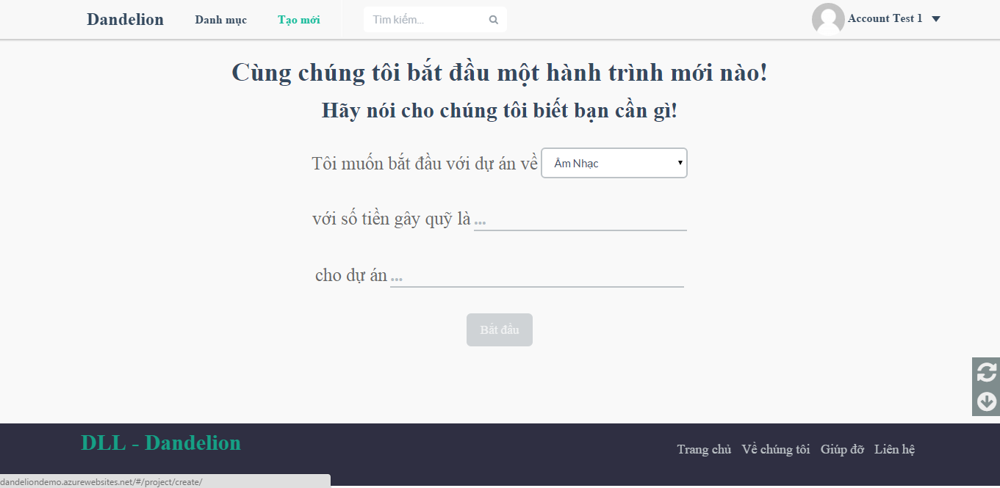 Dandelion Danh mục Tạo mới Tìm kiếm... Account Test 1
Cùng chúng tôi bắt đầu một hành trình mới nào!
Hãy nói cho chúng tôi biết bạn cần gì!
Tôi muốn bắt đầu với dự án về Âm Nhạc
với số tiền gây quỹ là ...
cho dự án ...
Bắt đầu
DLL - Dandelion
Trang chủ Về chúng tôi Giúp đỡ Liên hệ
dandeliondemo.azurewebsites.net/#/project/create/